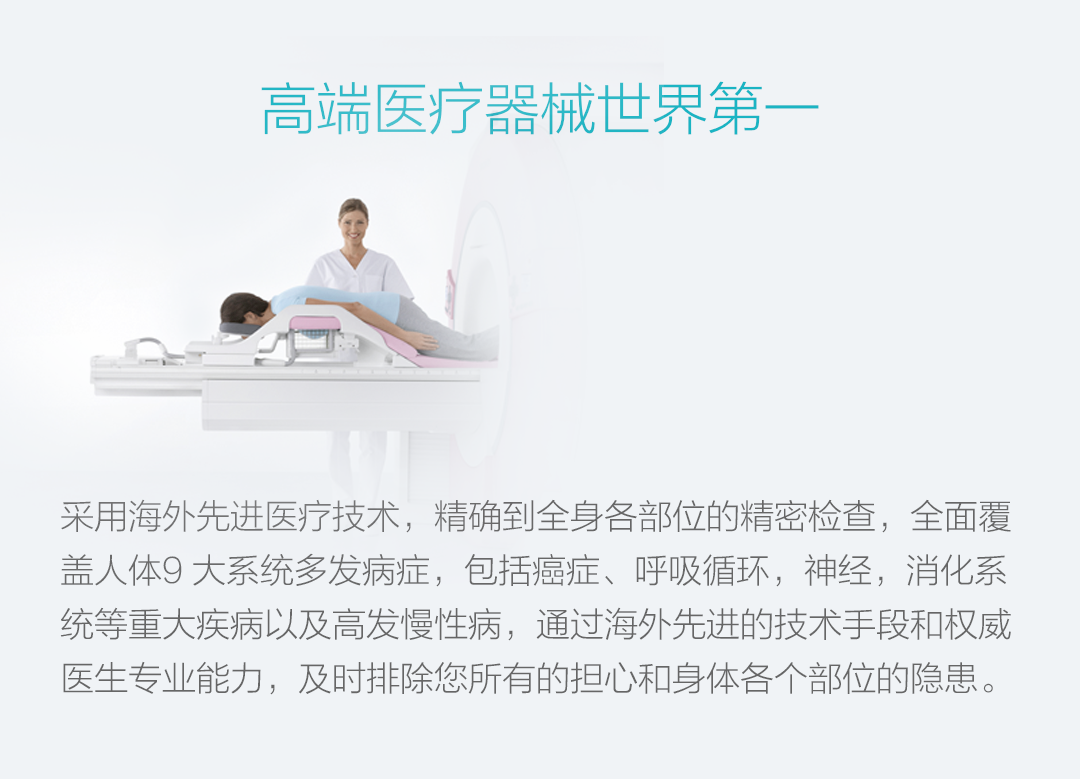 高端医疗器械世界第一
采用海外先进医疗技术，精确到全身各部位的精密检查，全面覆
盖人体9 大系统多发病症，包括癌症、呼吸循环，神经，消化系
统等重大疾病以及高发慢性病，通过海外先进的技术手段和权威
医生专业能力，及时排除您所有的担心和身体各个部位的隐患。